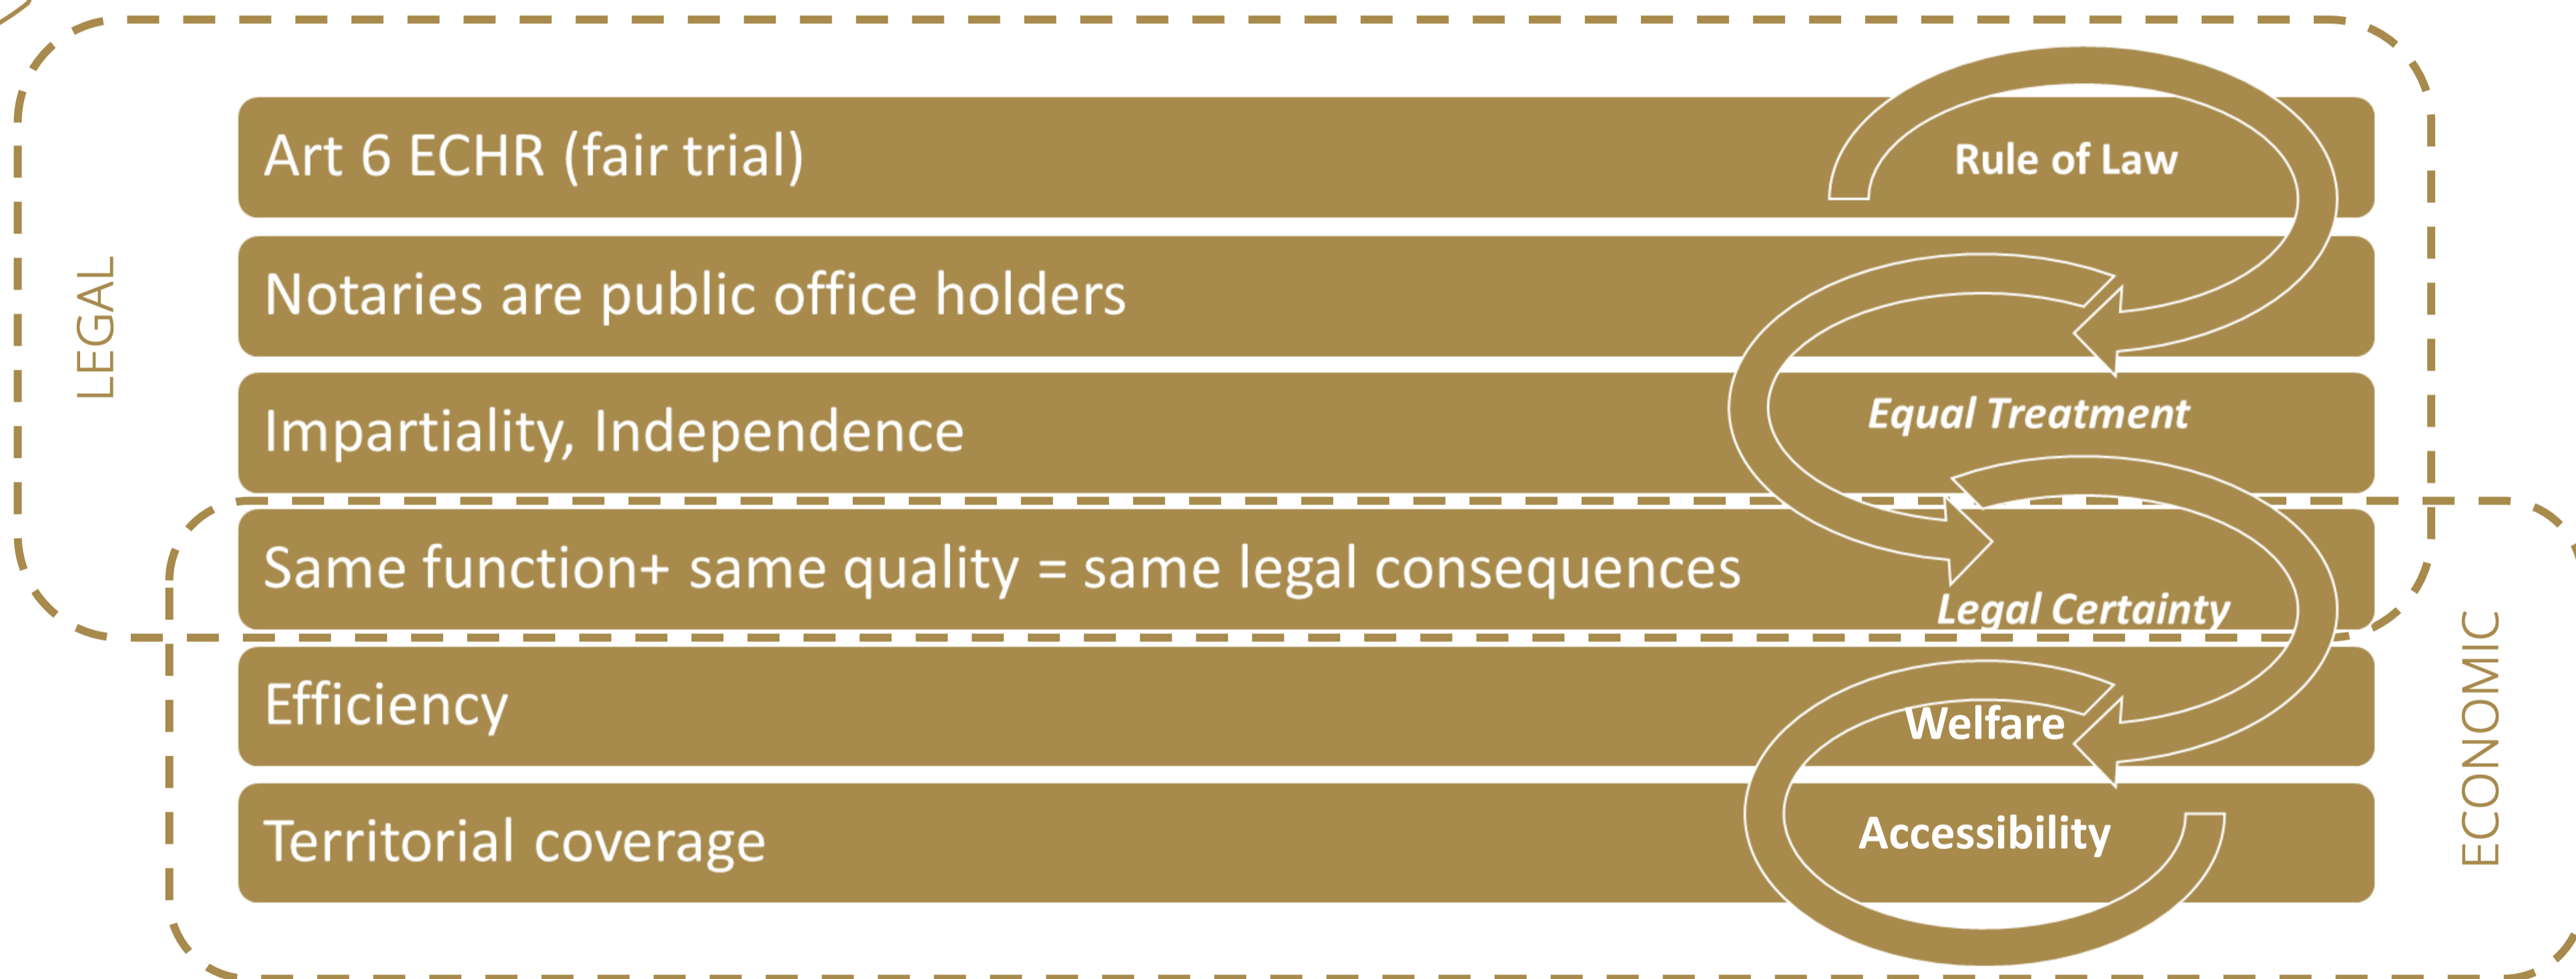 LEGAL
Art 6 ECHR (fair trial)
Rule of Law
Notaries are public office holders
Impartiality, Independence
Equal Treatment
Same function+ same quality = same legal consequences
Legal Certainty
Efficiency
Welfare
Territorial coverage
Accessibility
ECONOMIC